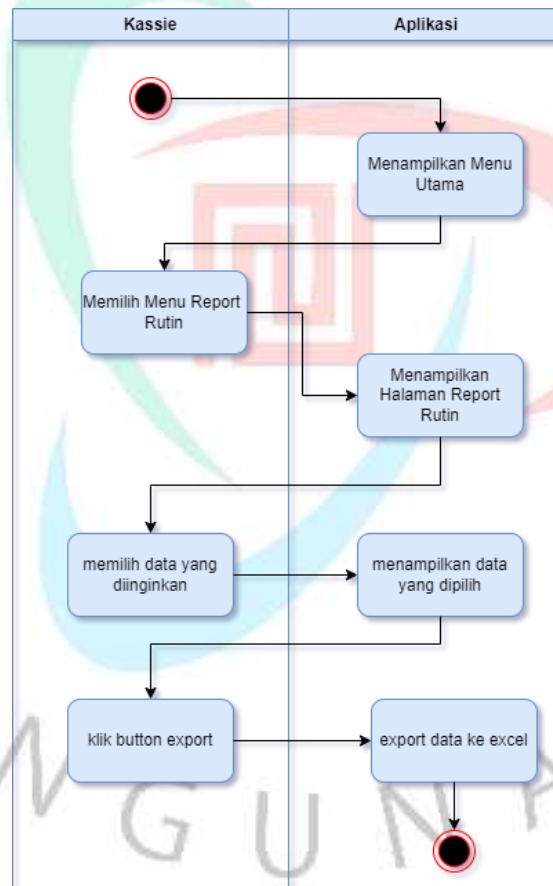 Kassie
Aplikasi
Menampilkan Menu
Utama
Memilih Menu Report
Rutin
Menampilkan
Halaman Report
Rutin
memilih data yang
diinginkan
menampilkan data
yang dipilih
klik button export
export data ke excel
N G U N A